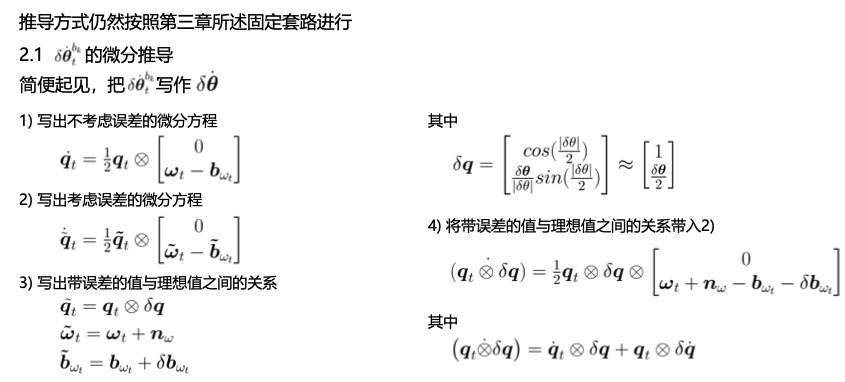 推导方式仍然按照第三章所述固定套路进行
2.1 $\delta\dot{\boldsymbol{\theta}}_t^{b_k}$ 的微分推导
简便起见，把 $\delta\dot{\boldsymbol{\theta}}_t^{b_k}$ 写作 $\delta\dot{\boldsymbol{\theta}}$
1) 写出不考虑误差的微分方程
$\dot{\boldsymbol{q}}_t = \frac{1}{2}\boldsymbol{q}_t \otimes \begin{bmatrix} 0 \\ \boldsymbol{\omega}_t - \boldsymbol{b}_{\omega_t} \end{bmatrix}$
2) 写出考虑误差的微分方程
$\dot{\tilde{\boldsymbol{q}}}_t = \frac{1}{2}\tilde{\boldsymbol{q}}_t \otimes \begin{bmatrix} 0 \\ \tilde{\boldsymbol{\omega}}_t - \tilde{\boldsymbol{b}}_{\omega_t} \end{bmatrix}$
3) 写出带误差的值与理想值之间的关系
$\tilde{\boldsymbol{q}}_t = \boldsymbol{q}_t \otimes \delta\boldsymbol{q}$
$\tilde{\boldsymbol{\omega}}_t = \boldsymbol{\omega}_t + \boldsymbol{n}_\omega$
$\tilde{\boldsymbol{b}}_{\omega_t} = \boldsymbol{b}_{\omega_t} + \delta\boldsymbol{b}_{\omega_t}$
其中
$\delta\boldsymbol{q} = \begin{bmatrix} cos(\frac{|\delta\theta|}{2}) \\ \frac{\delta\boldsymbol{\theta}}{|\delta\theta|}sin(\frac{|\delta\theta|}{2}) \end{bmatrix} \approx \begin{bmatrix} 1 \\ \frac{\delta\boldsymbol{\theta}}{2} \end{bmatrix}$
4) 将带误差的值与理想值之间的关系带入2)
$(\boldsymbol{q}_t \dot{\otimes} \delta\boldsymbol{q}) = \frac{1}{2}\boldsymbol{q}_t \otimes \delta\boldsymbol{q} \otimes \begin{bmatrix} 0 \\ \boldsymbol{\omega}_t + \boldsymbol{n}_\omega - \boldsymbol{b}_{\omega_t} - \delta\boldsymbol{b}_{\omega_t} \end{bmatrix}$
其中
$(\boldsymbol{q}_t \dot{\otimes} \delta\boldsymbol{q}) = \dot{\boldsymbol{q}}_t \otimes \delta\boldsymbol{q} + \boldsymbol{q}_t \otimes \delta\dot{\boldsymbol{q}}$